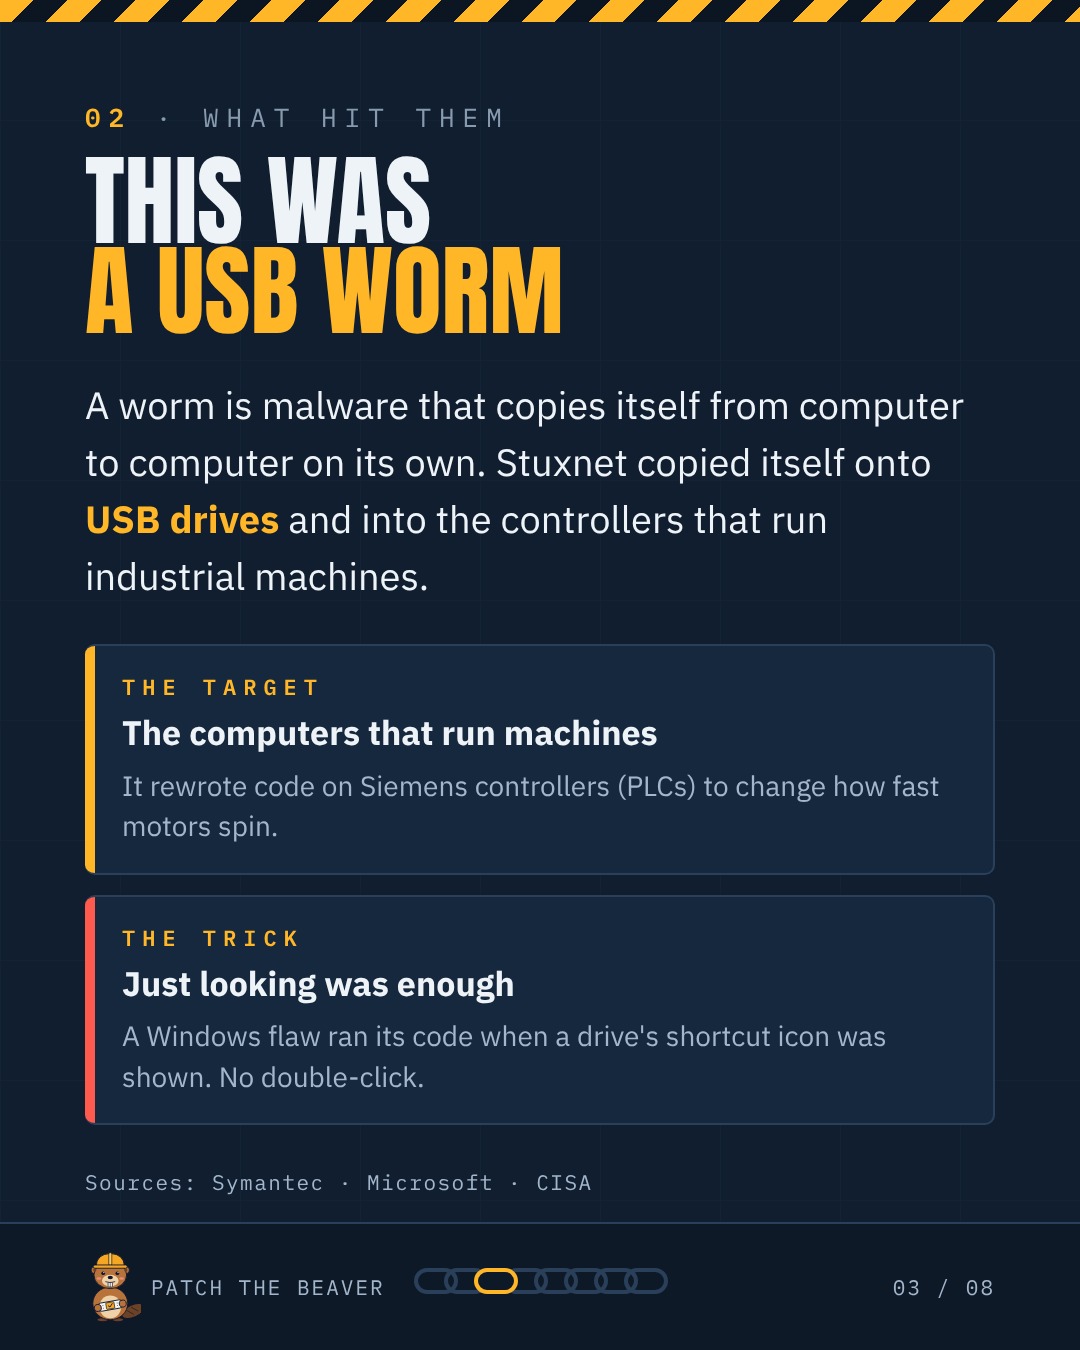 02 · WHAT HIT THEM
THIS WAS
A USB WORM
A worm is malware that copies itself from computer
to computer on its own. Stuxnet copied itself onto
USB drives and into the controllers that run
industrial machines.
THE TARGET
The computers that run machines
It rewrote code on Siemens controllers (PLCs) to change how fast
motors spin.
THE TRICK
Just looking was enough
A Windows flaw ran its code when a drive's shortcut icon was
shown. No double-click.
Sources: Symantec · Microsoft · CISA
PATCH THE BEAVER
03 / 08